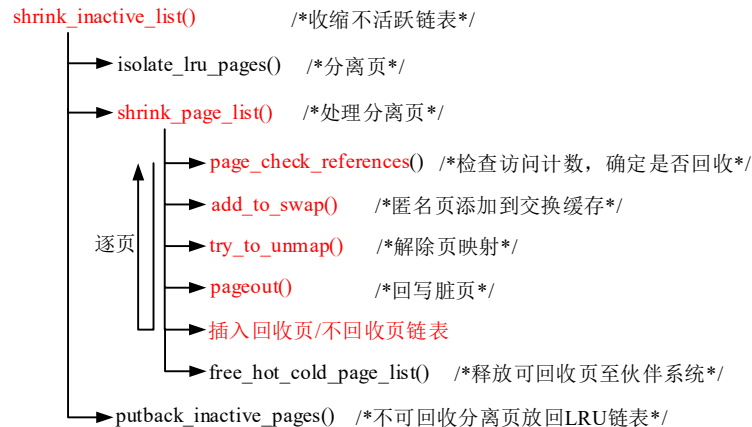 shrink_inactive_list() /*收缩不活跃链表*/
isolate_lru_pages() /*分离页*/
shrink_page_list() /*处理分离页*/
page_check_references() /*检查访问计数，确定是否回收*/
add_to_swap() /*匿名页添加到交换缓存*/
逐页 try_to_unmap() /*解除页映射*/
pageout() /*回写脏页*/
插入回收页/不回收页链表
free_hot_cold_page_list() /*释放可回收页至伙伴系统*/
putback_inactive_pages() /*不可回收分离页放回LRU链表*/